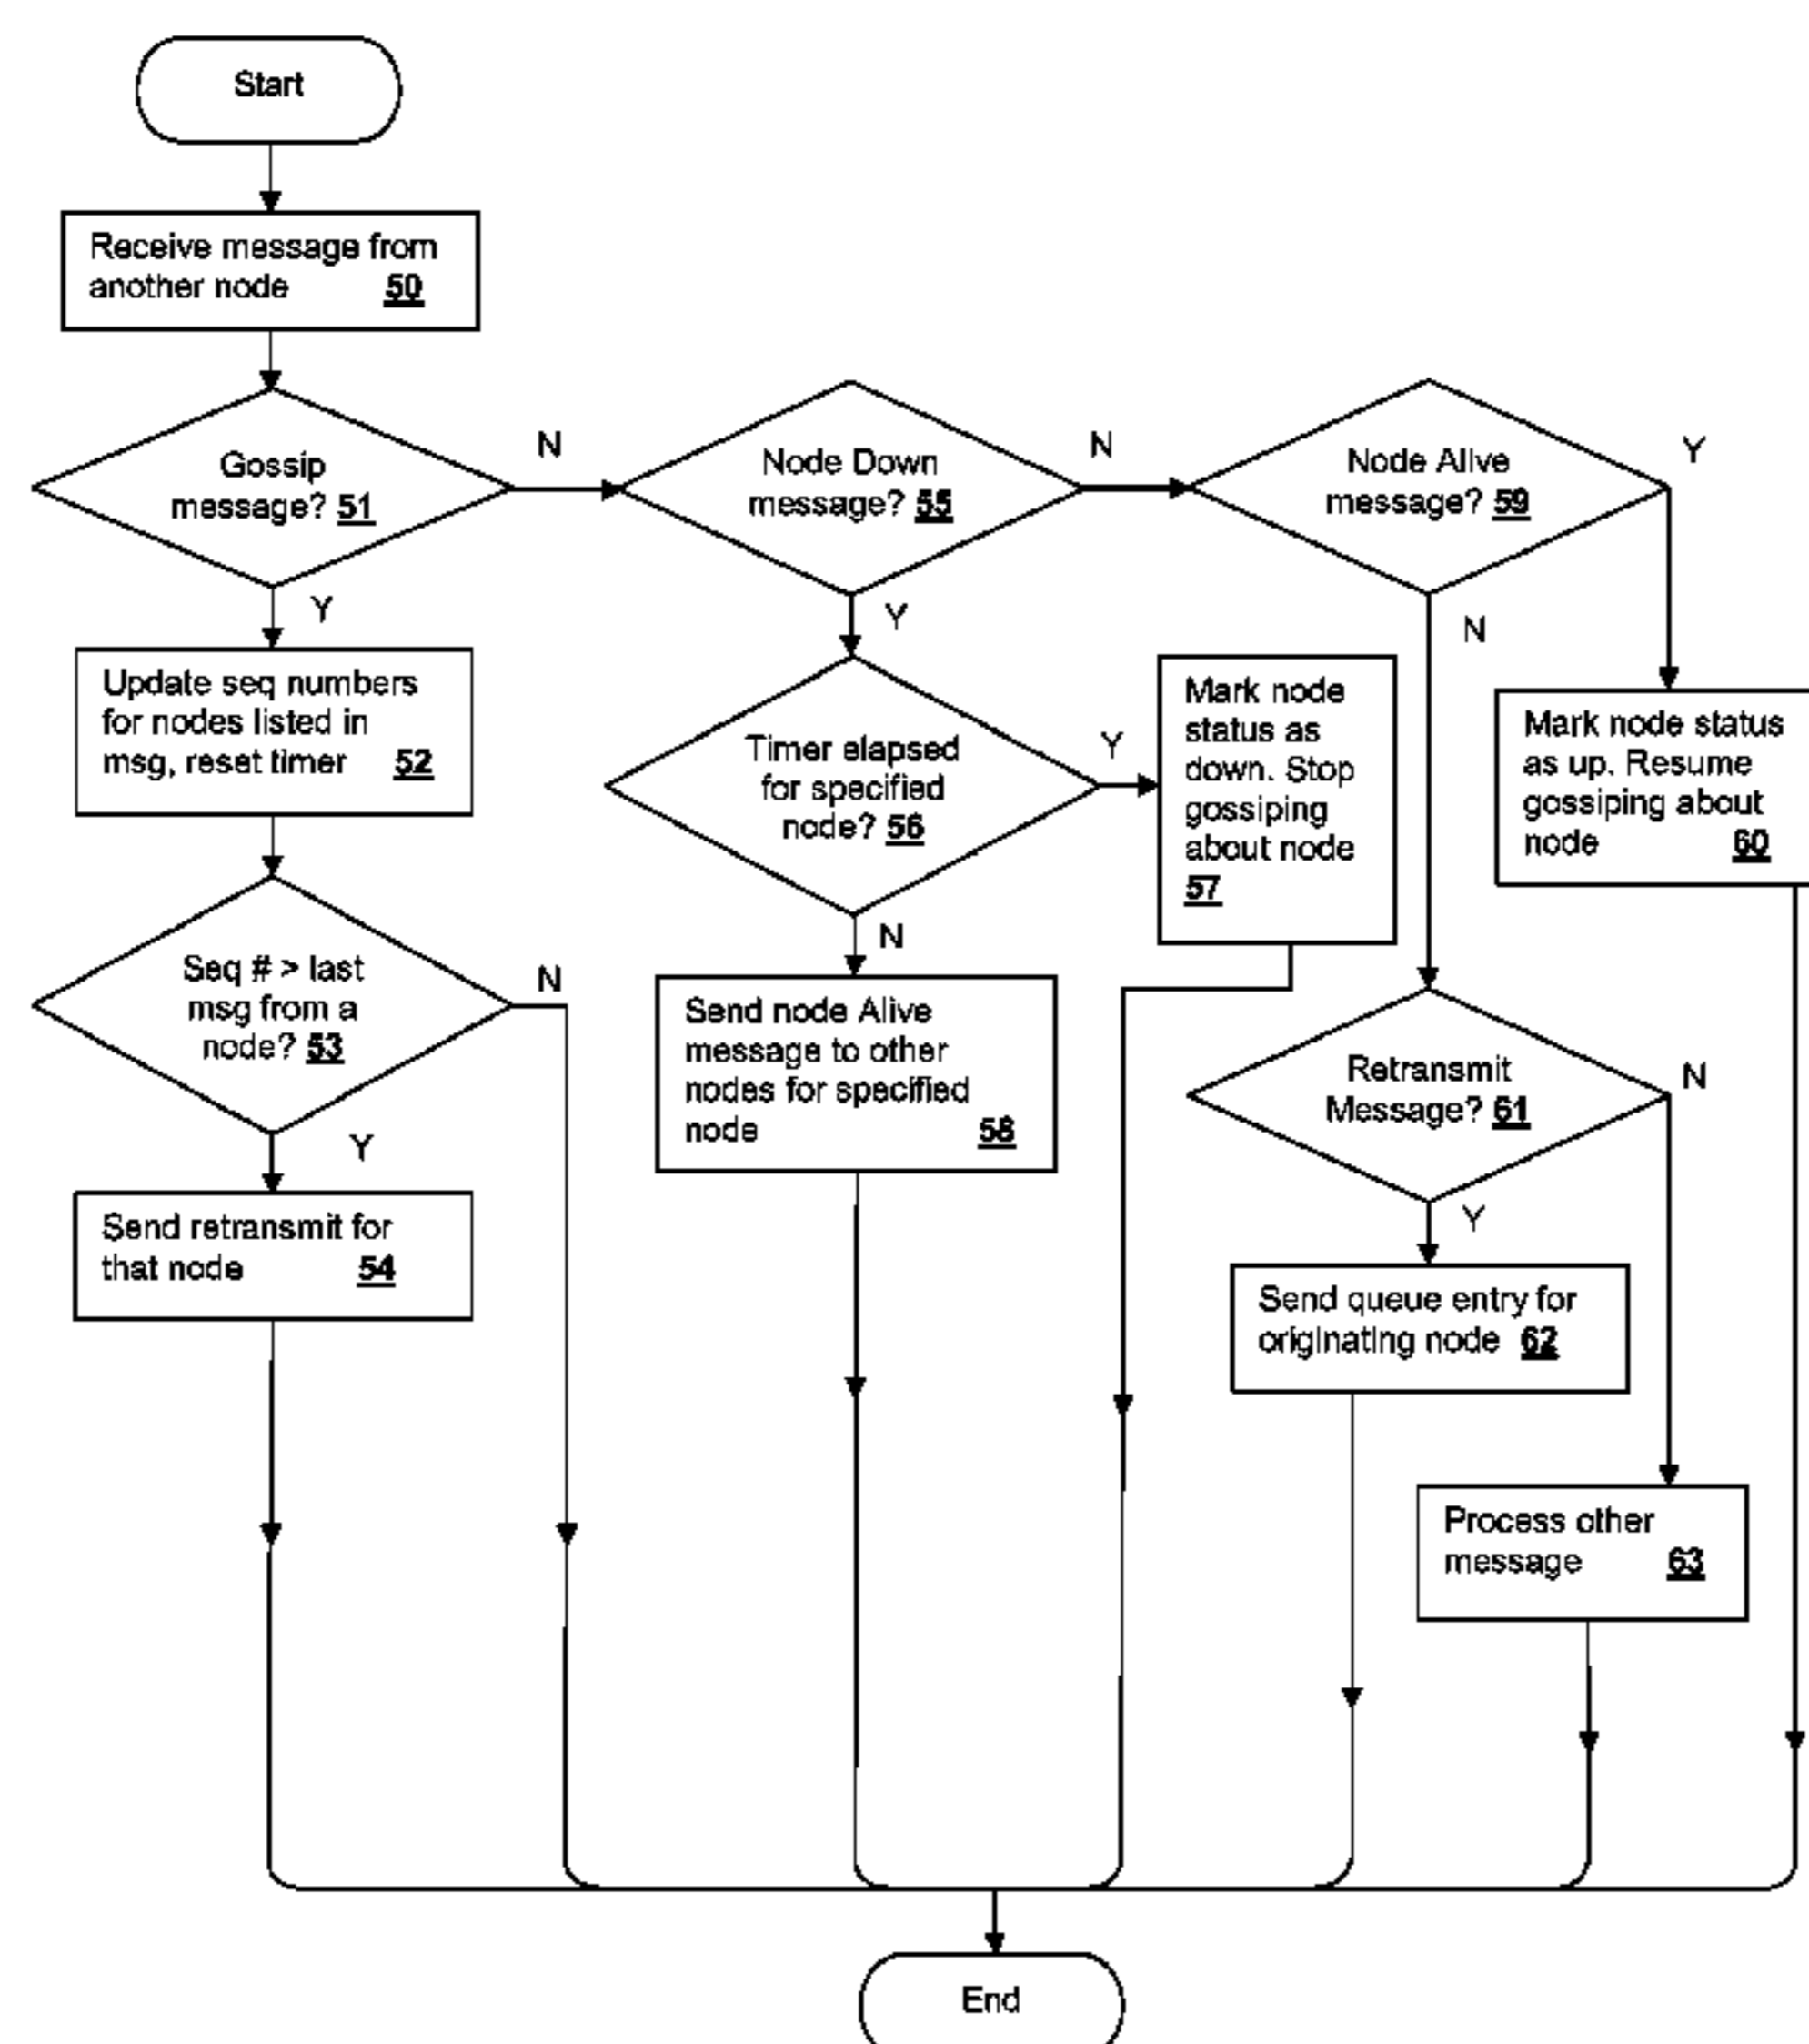 Start
Receive message from
another node 50
Gossip
message? 51
N
Y
Node Down
message? 55
N
Y
Node Alive
message? 59
Y
N
Update seq numbers
for nodes listed in
msg, reset timer 52
Timer elapsed
for specified
node? 56
Y
N
Mark node
status as
down. Stop
gossiping
about node
57
Mark node status
as up. Resume
gossiping about
node 60
Seq # > last
msg from a
node? 53
N
Y
Send node Alive
message to other
nodes for specified
node 58
Retransmit
Message? 61
N
Y
Send retransmit for
that node 54
Send queue entry for
originating node 62
Process other
message 63
End